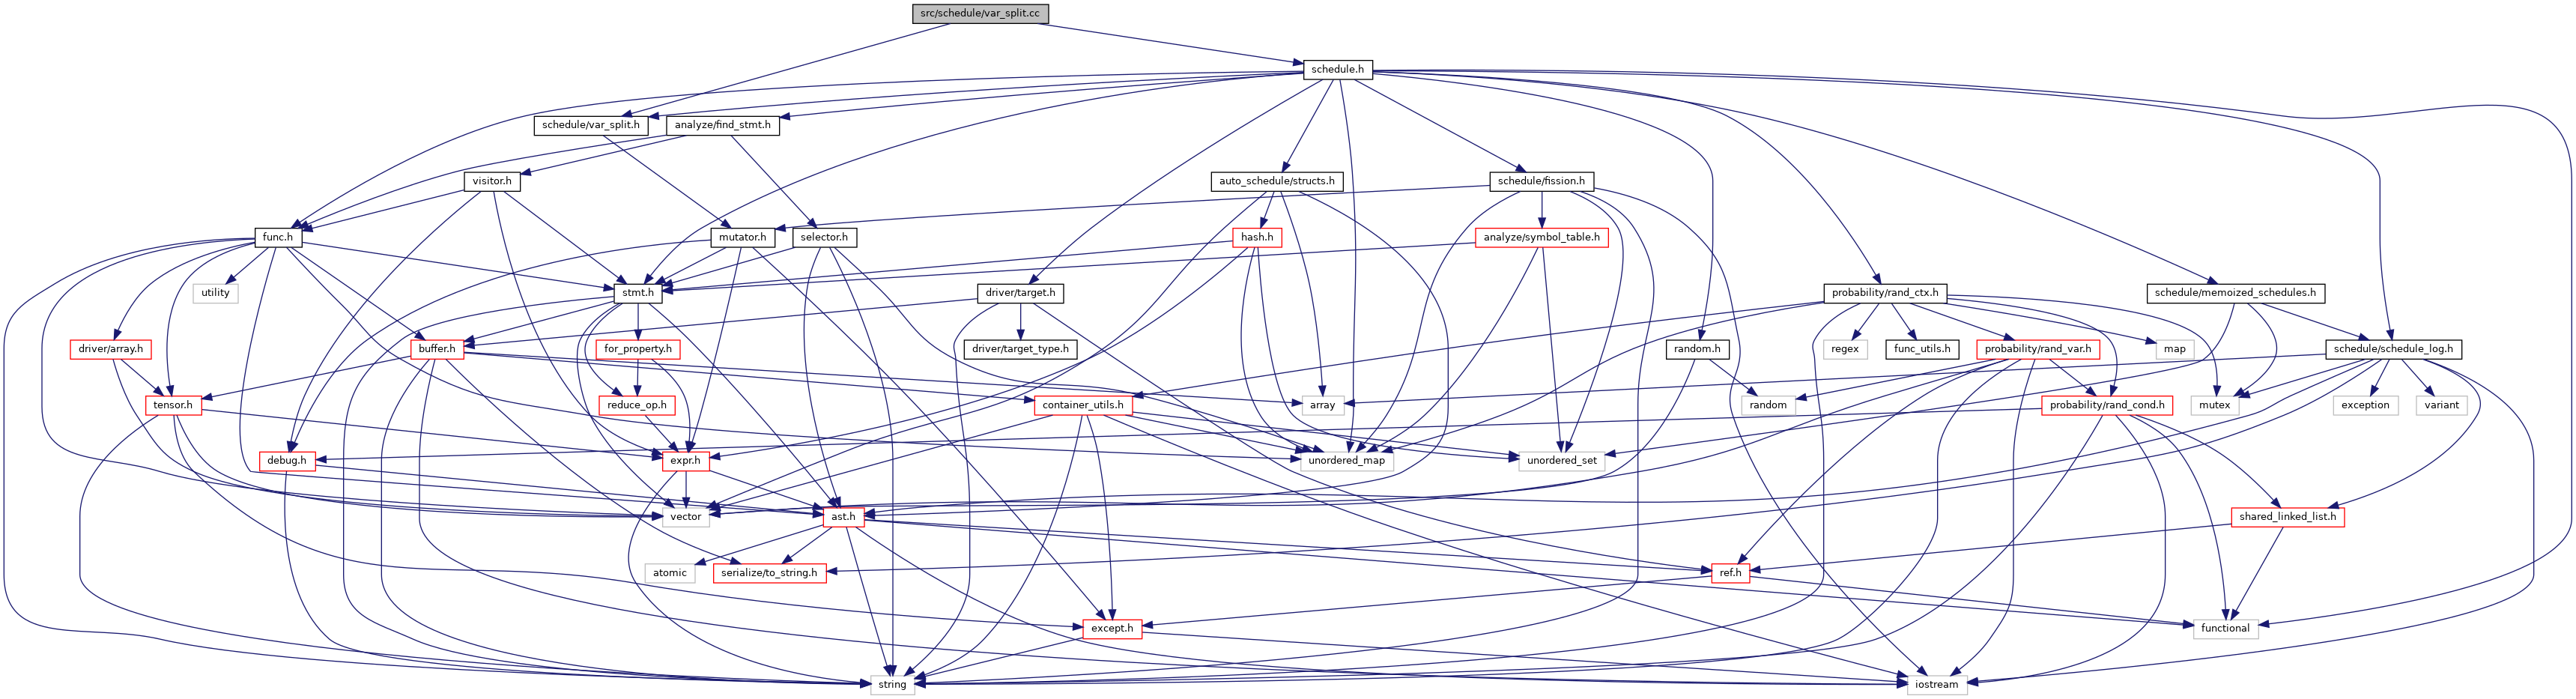 src/schedule/var_split.cc
schedule.h
schedule/var_split.h
analyze/find_stmt.h
visitor.h
auto_schedule/structs.h
schedule/fission.h
func.h
mutator.h
selector.h
hash.h
analyze/symbol_table.h
utility
stmt.h
driver/target.h
probability/rand_ctx.h
schedule/memoized_schedules.h
driver/array.h
buffer.h
for_property.h
driver/target_type.h
random.h
regex
func_utils.h
probability/rand_var.h
map
schedule/schedule_log.h
tensor.h
reduce_op.h
container_utils.h
array
random
probability/rand_cond.h
mutex
exception
variant
debug.h
expr.h
unordered_map
unordered_set
vector
ast.h
shared_linked_list.h
atomic
serialize/to_string.h
ref.h
except.h
functional
string
iostream